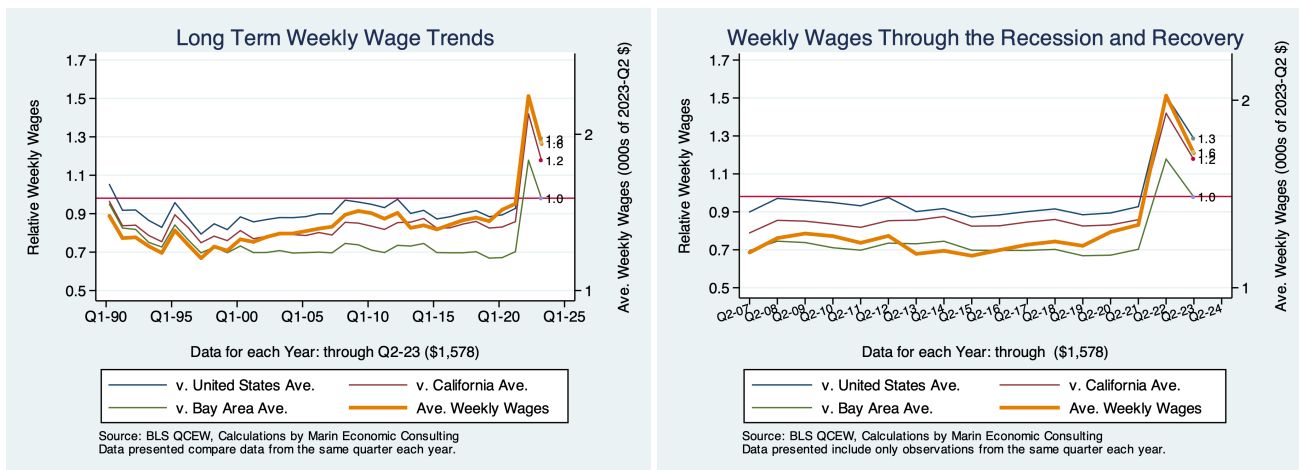 Long Term Weekly Wage Trends
Relative Weekly Wages
1.7
1.5
1.3
1.1
0.9
0.7
0.5
1.3
1.6
1.2
1.0
2
1
Ave. Weekly Wages (000s of 2023-Q2 $)
Q1-90 Q1-95 Q1-00 Q1-05 Q1-10 Q1-15 Q1-20 Q1-25
Data for each Year: through Q2-23 ($1,578)
v. United States Ave. v. California Ave.
v. Bay Area Ave. Ave. Weekly Wages
Source: BLS QCEW, Calculations by Marin Economic Consulting
Data presented compare data from the same quarter each year.
Weekly Wages Through the Recession and Recovery
Relative Weekly Wages
1.7
1.5
1.3
1.1
0.9
0.7
0.5
1.3
1.6
1.2
1.0
2
1
Ave. Weekly Wages (000s of 2023-Q2 $)
Q2-07 Q2-08 Q2-09 Q2-10 Q2-11 Q2-12 Q2-13 Q2-14 Q2-15 Q2-16 Q2-17 Q2-18 Q2-19 Q2-20 Q2-21 Q2-22 Q2-23 Q2-24
Data for each Year: through ($1,578)
v. United States Ave. v. California Ave.
v. Bay Area Ave. Ave. Weekly Wages
Source: BLS QCEW, Calculations by Marin Economic Consulting
Data presented include only observations from the same quarter each year.